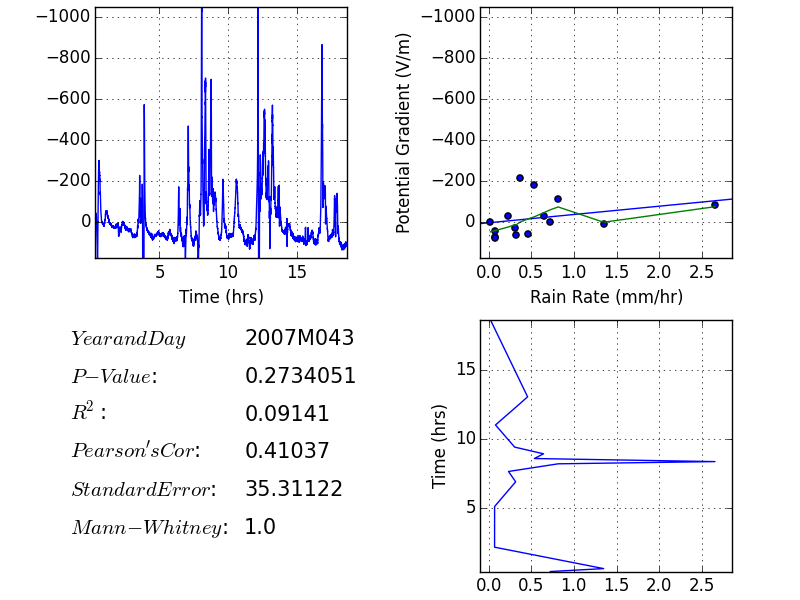 −1000
−800
−600
−400
−200
0
5 10 15
Time (hrs)
Potential Gradient (V/m)
−1000
−800
−600
−400
−200
0
0.0 0.5 1.0 1.5 2.0 2.5
Rain Rate (mm/hr)
YearandDay 2007M043
P−Value: 0.2734051
R²: 0.09141
Pearson'sCor: 0.41037
StandardError: 35.31122
Mann−Whitney: 1.0
Time (hrs)
15
10
5
0.0 0.5 1.0 1.5 2.0 2.5